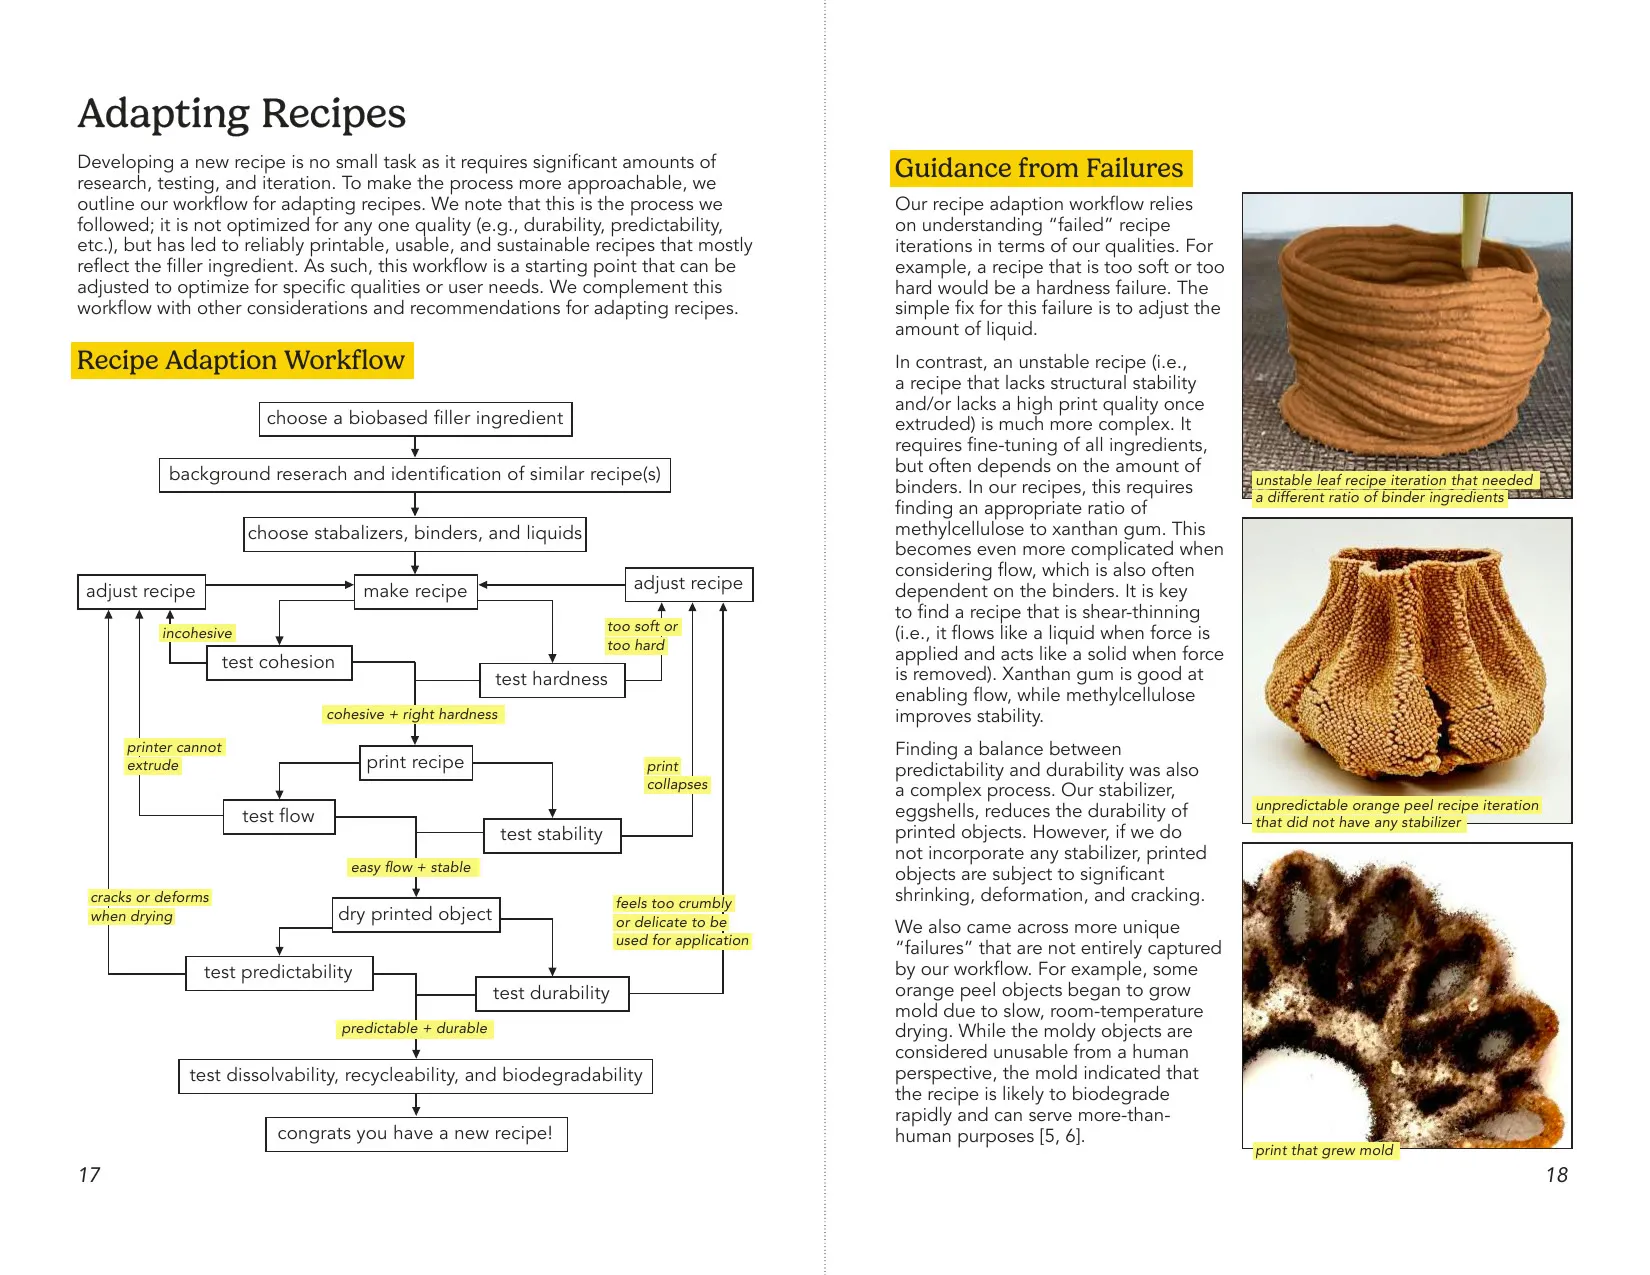 Adapting Recipes
Developing a new recipe is no small task as it requires significant amounts of
research, testing, and iteration. To make the process more approachable, we
outline our workflow for adapting recipes. We note that this is the process we
followed; it is not optimized for any one quality (e.g., durability, predictability,
etc.), but has led to reliably printable, usable, and sustainable recipes that mostly
reflect the filler ingredient. As such, this workflow is a starting point that can be
adjusted to optimize for specific qualities or user needs. We complement this
workflow with other considerations and recommendations for adapting recipes.
Recipe Adaption Workflow
choose a biobased filler ingredient
background reserach and identification of similar recipe(s)
choose stabalizers, binders, and liquids
adjust recipe
make recipe
adjust recipe
incohesive
too soft or
too hard
test cohesion
test hardness
cohesive + right hardness
printer cannot
extrude
print recipe
print
collapses
test flow
test stability
easy flow + stable
cracks or deforms
when drying
dry printed object
feels too crumbly
or delicate to be
used for application
test predictability
test durability
predictable + durable
test dissolvability, recycleability, and biodegradability
congrats you have a new recipe!
17
Guidance from Failures
Our recipe adaption workflow relies
on understanding “failed” recipe
iterations in terms of our qualities. For
example, a recipe that is too soft or too
hard would be a hardness failure. The
simple fix for this failure is to adjust the
amount of liquid.
In contrast, an unstable recipe (i.e.,
a recipe that lacks structural stability
and/or lacks a high print quality once
extruded) is much more complex. It
requires fine-tuning of all ingredients,
but often depends on the amount of
binders. In our recipes, this requires
finding an appropriate ratio of
methylcellulose to xanthan gum. This
becomes even more complicated when
considering flow, which is also often
dependent on the binders. It is key
to find a recipe that is shear-thinning
(i.e., it flows like a liquid when force is
applied and acts like a solid when force
is removed). Xanthan gum is good at
enabling flow, while methylcellulose
improves stability.
Finding a balance between
predictability and durability was also
a complex process. Our stabilizer,
eggshells, reduces the durability of
printed objects. However, if we do
not incorporate any stabilizer, printed
objects are subject to significant
shrinking, deformation, and cracking.
We also came across more unique
“failures” that are not entirely captured
by our workflow. For example, some
orange peel objects began to grow
mold due to slow, room-temperature
drying. While the moldy objects are
considered unusable from a human
perspective, the mold indicated that
the recipe is likely to biodegrade
rapidly and can serve more-than-
human purposes [5, 6].
unstable leaf recipe iteration that needed
a different ratio of binder ingredients
unpredictable orange peel recipe iteration
that did not have any stabilizer
print that grew mold
18